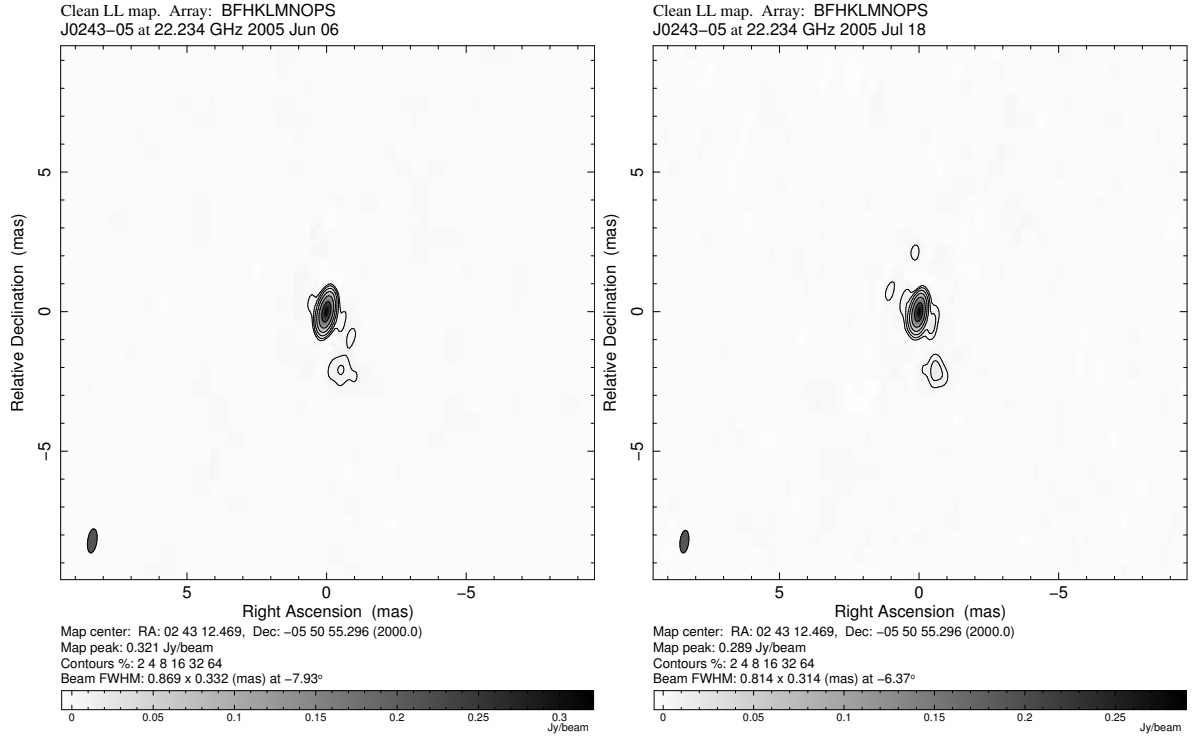 Clean LL map. Array: BFHKLMNOPS
J0243−05 at 22.234 GHz 2005 Jun 06
Relative Declination (mas)
5
0
−5
5
0
−5
Right Ascension (mas)
Map center: RA: 02 43 12.469, Dec: −05 50 55.296 (2000.0)
Map peak: 0.321 Jy/beam
Contours %: 2 4 8 16 32 64
Beam FWHM: 0.869 x 0.332 (mas) at −7.93°
0
0.05
0.1
0.15
0.2
0.25
0.3
Jy/beam
Clean LL map. Array: BFHKLMNOPS
J0243−05 at 22.234 GHz 2005 Jul 18
Relative Declination (mas)
5
0
−5
5
0
−5
Right Ascension (mas)
Map center: RA: 02 43 12.469, Dec: −05 50 55.296 (2000.0)
Map peak: 0.289 Jy/beam
Contours %: 2 4 8 16 32 64
Beam FWHM: 0.814 x 0.314 (mas) at −6.37°
0
0.05
0.1
0.15
0.2
0.25
Jy/beam